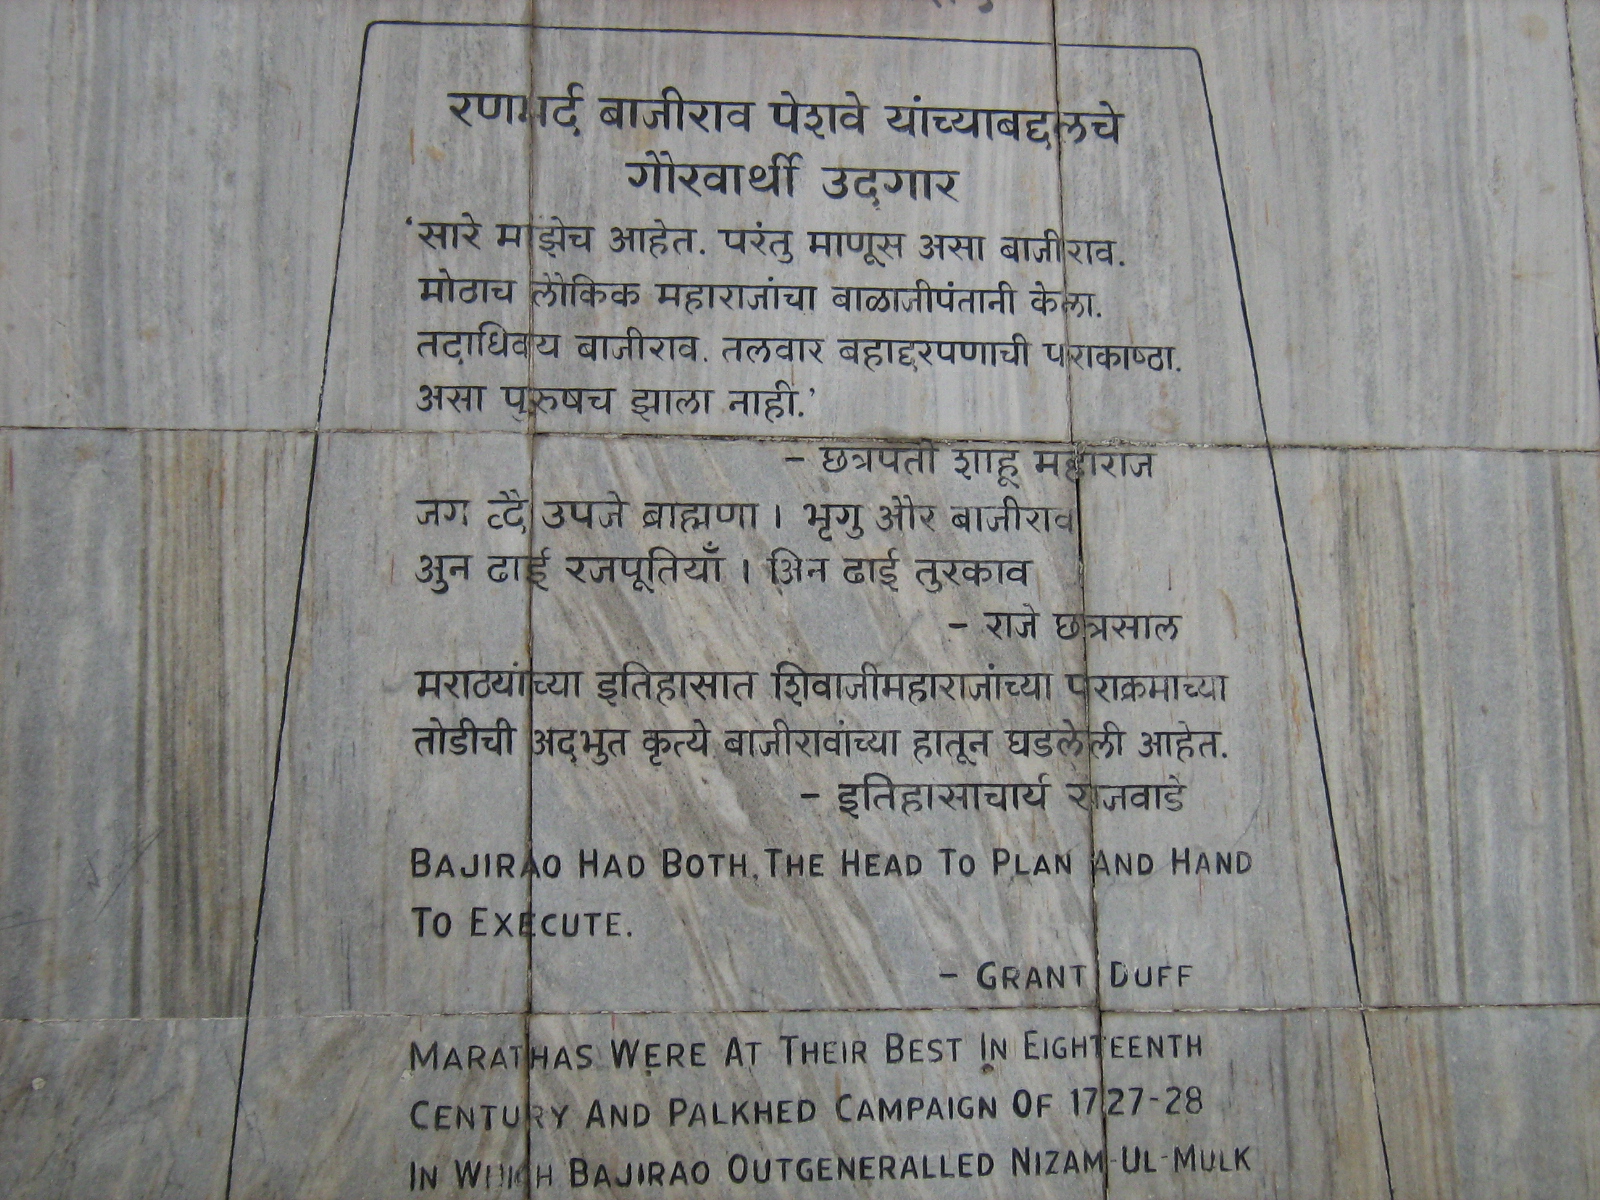 रणमर्द बाजीराव पेशवे यांच्याबद्दलचे
गौरवार्थी उदगार
'सारे माझेच आहेत. परंतु माणूस असा बाजीराव.
मोठाच लौकिक महाराजांचा बाळाजीपंतानी केला.
तदाधिक्य बाजीराव. तलवार बहाद्दरपणाची पराकाष्ठा.
असा पुरुषच झाला नाही.'
- छत्रपती शाहू महाराज
जग द्वै उपजे ब्राह्मणा । भृगु और बाजीराव
अुन ढाई रजपूतियाँ । अिन ढाई तुरकाव
- राजे छत्रसाल
मराठयांच्या इतिहासात शिवाजीमहाराजांच्या पराक्रमाच्या
तोडीची अदभुत कृत्ये बाजीरावांच्या हातून घडलेली आहेत.
- इतिहासाचार्य राजवाडे
BAJIRAO HAD BOTH, THE HEAD TO PLAN AND HAND
TO EXECUTE.
- GRANT DUFF
MARATHAS WERE AT THEIR BEST IN EIGHTEENTH
CENTURY AND PALKHED CAMPAIGN OF 1727-28
IN WHICH BAJIRAO OUTGENERALLED NIZAM-UL-MULK